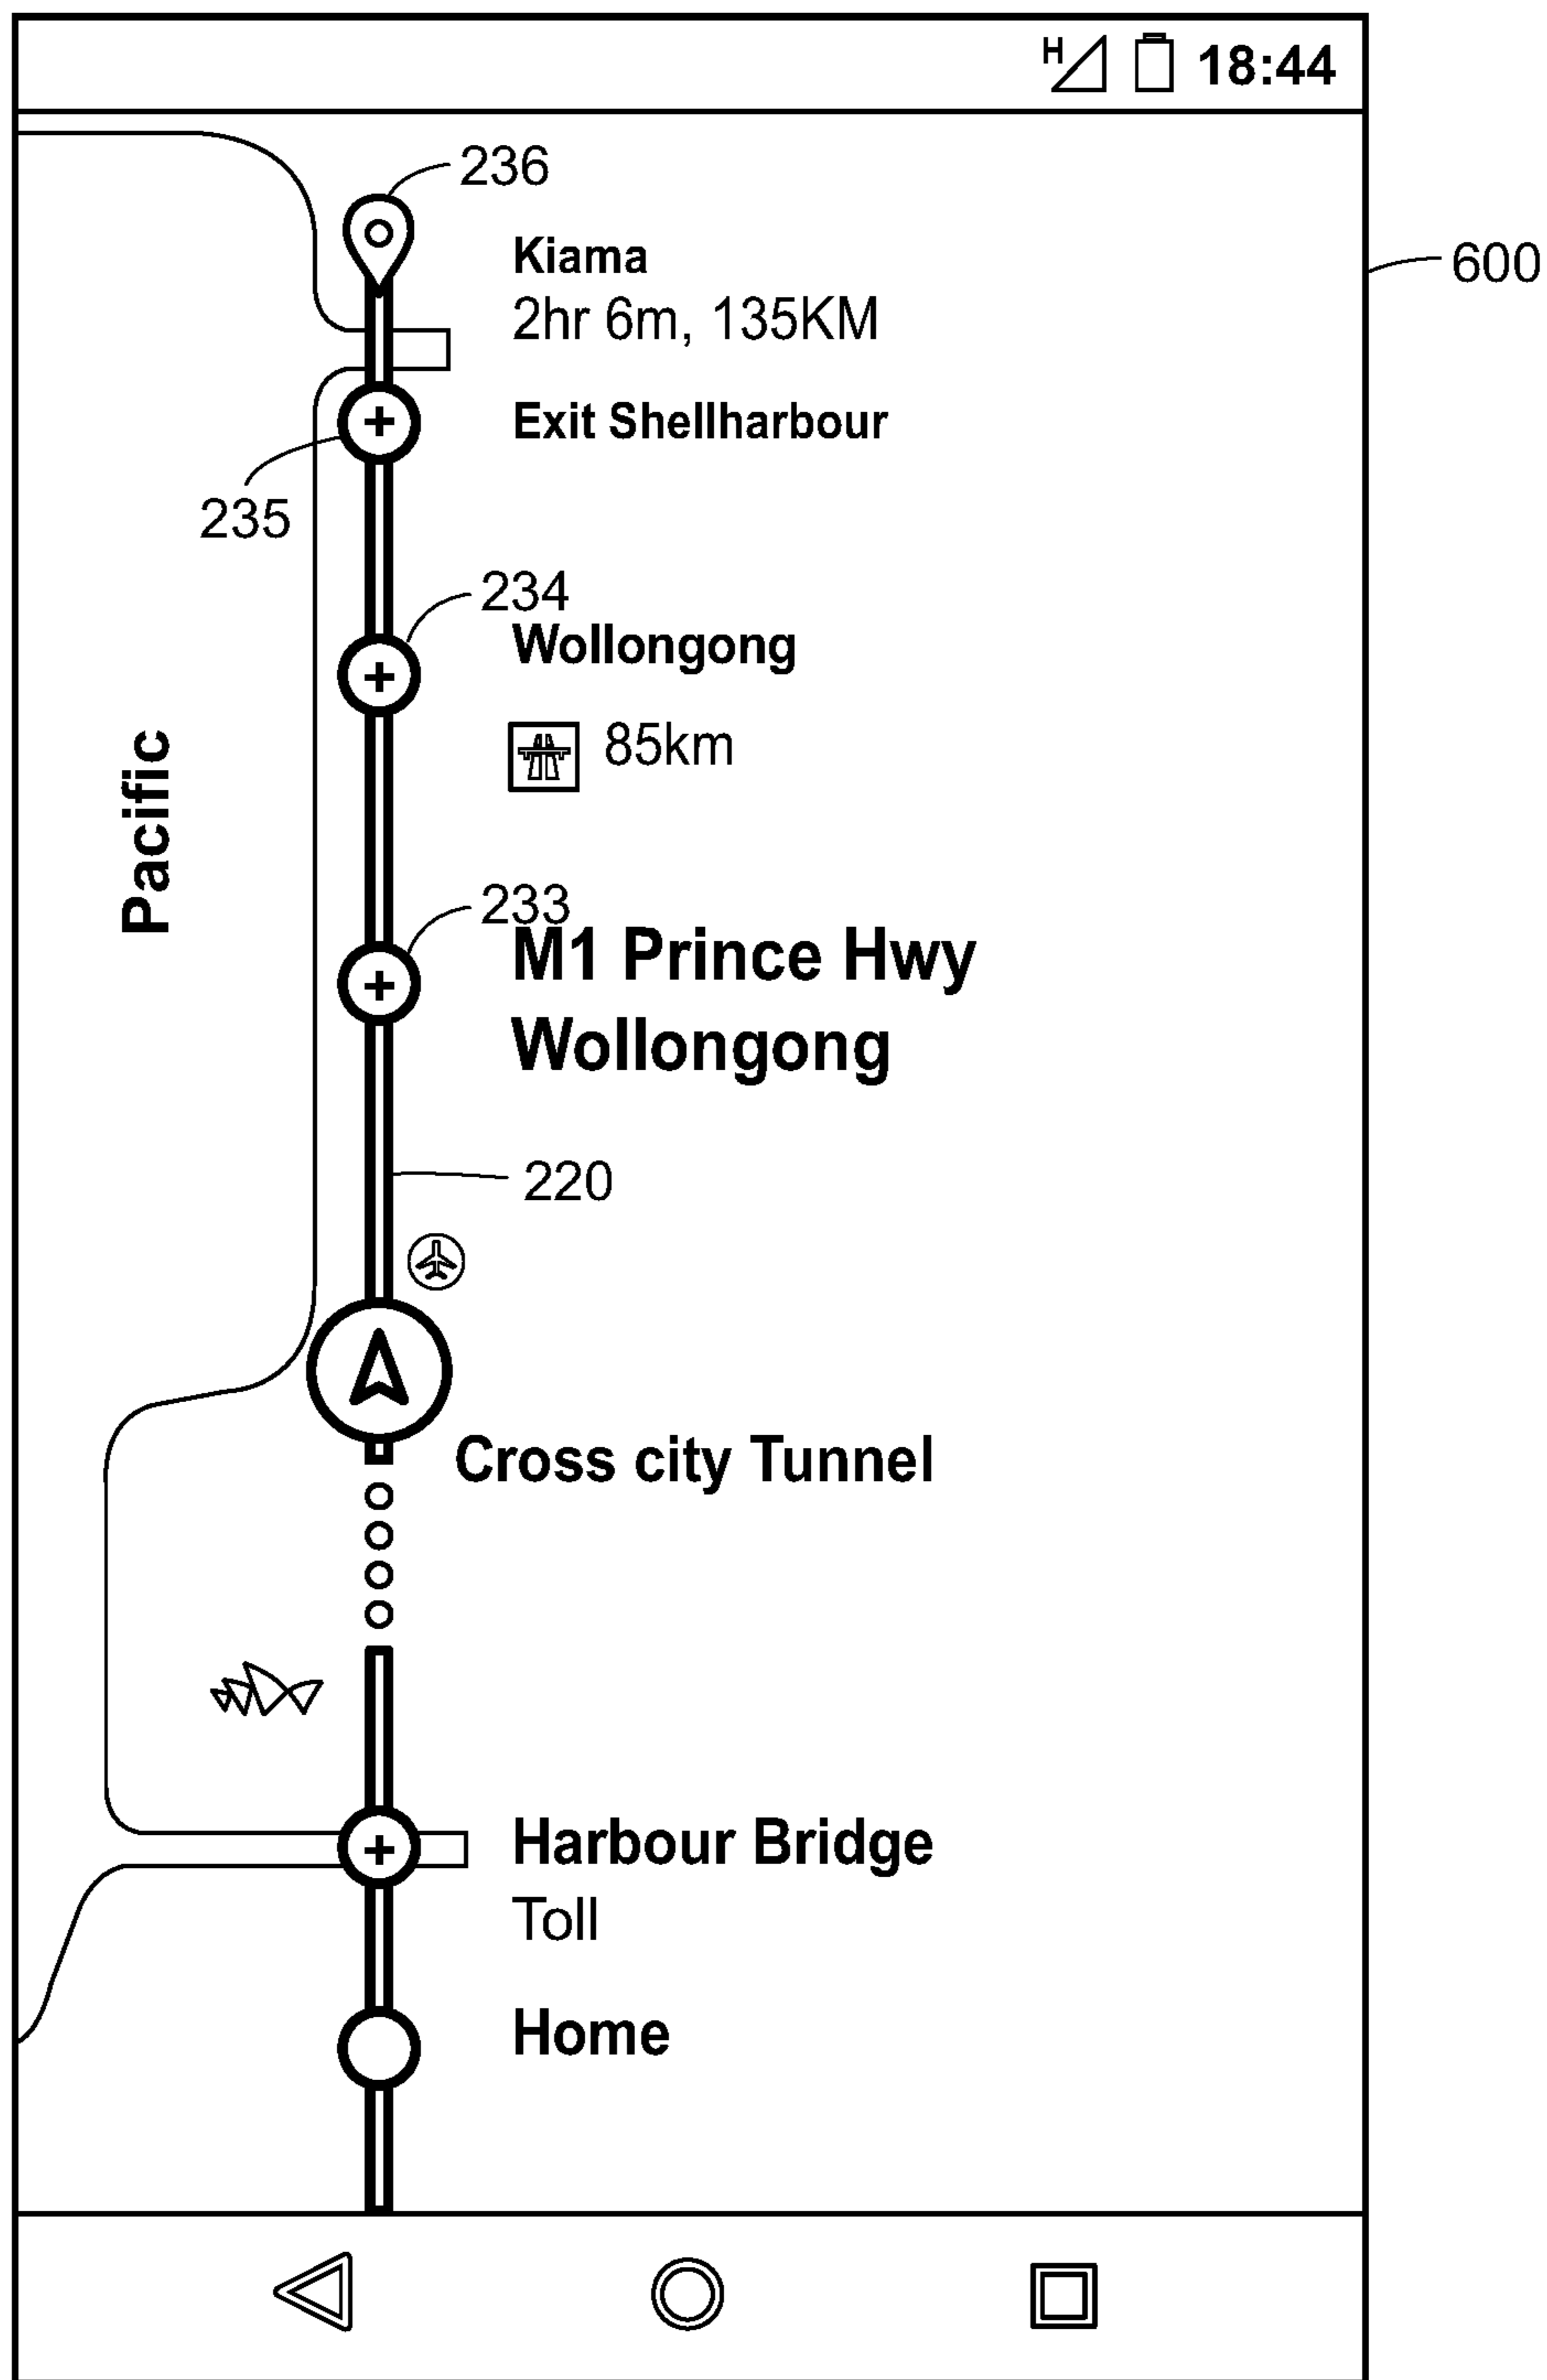 H 18:44
236
Kiama
600
2hr 6m, 135KM
Exit Shellharbour
235
234
Wollongong
85km
Pacific
233
M1 Prince Hwy
Wollongong
220
Cross city Tunnel
Harbour Bridge
Toll
Home